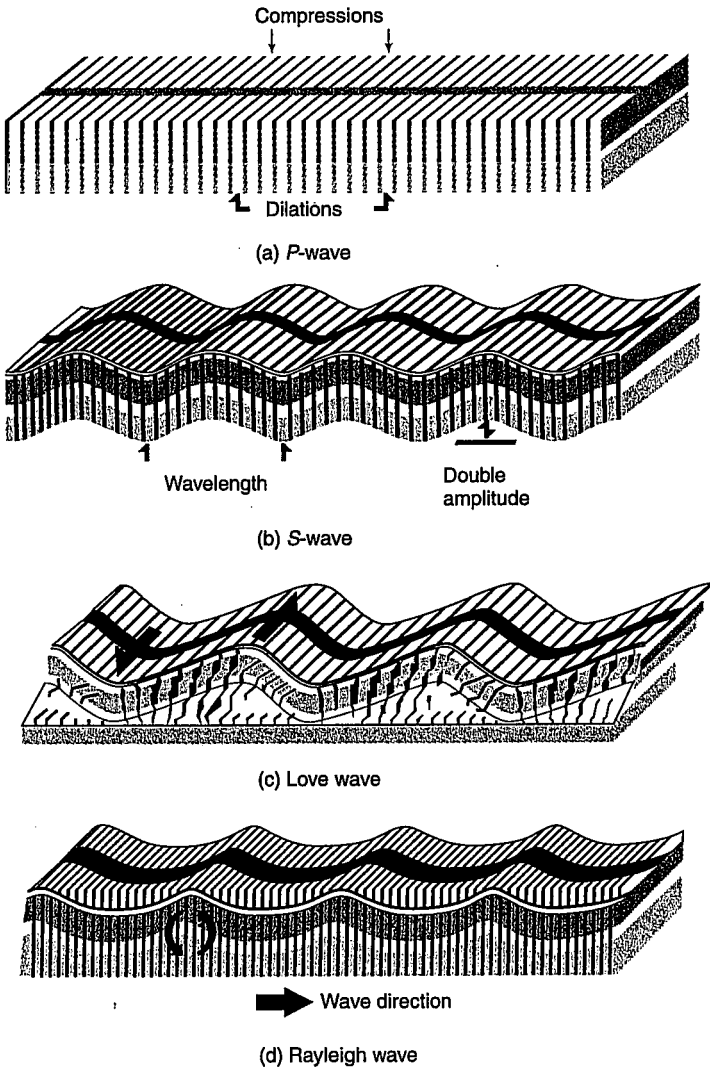 Compressions
Dilations
(a) P-wave
Wavelength
Double
amplitude
(b) S-wave
(c) Love wave
Wave direction
(d) Rayleigh wave